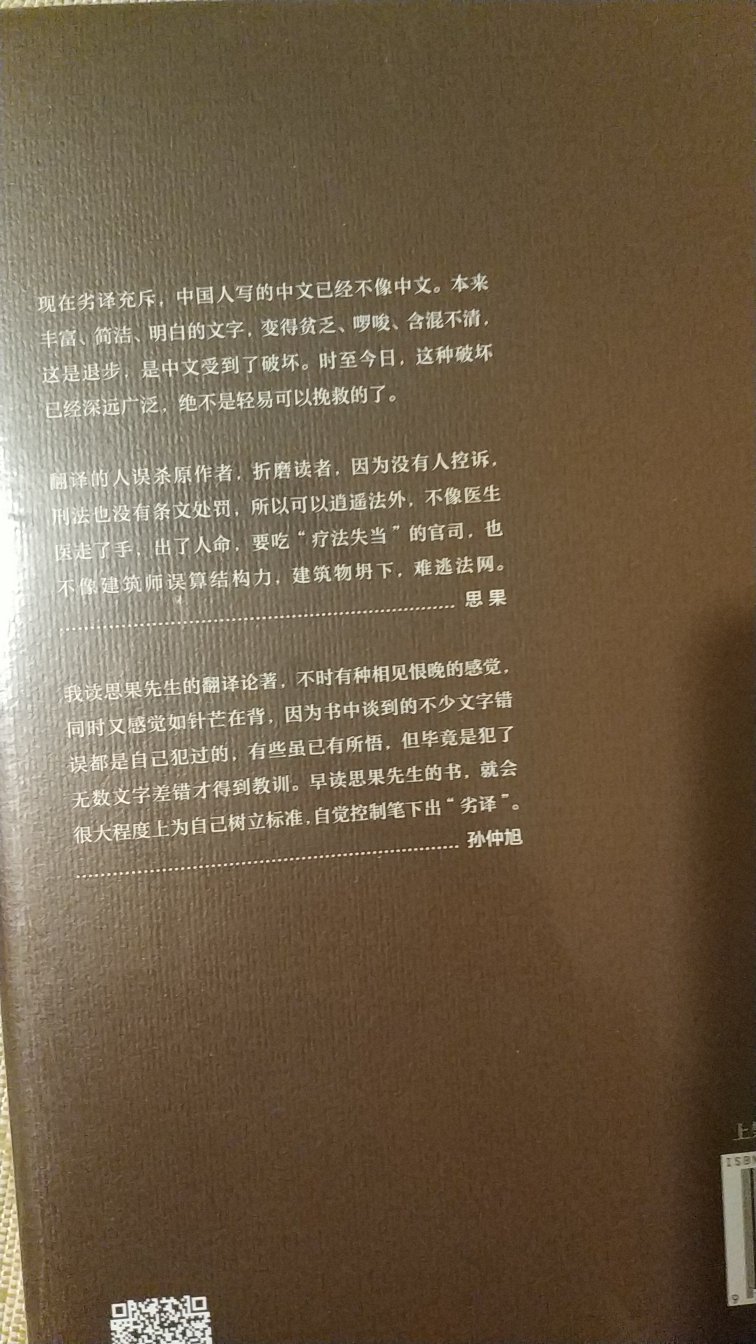 现在劣译充斥，中国人写的中文已经不像中文。本来
丰富、简洁、明白的文字，变得贫乏、啰唆、含混不清，
这是退步，是中文受到了破坏。时至今日，这种破坏
已经深远广泛，绝不是轻易可以挽救的了。
翻译的人误杀原作者，折磨读者，因为没有人控诉，
刑法也没有条文处罚，所以可以逍遥法外，不像医生
医走了手，出了人命，要吃“疗法失当”的官司，也
不像建筑师误算结构力，建筑物坍下，难逃法网。
思果
我读思果先生的翻译论著，不时有种相见恨晚的感觉，
同时又感觉如针芒在背，因为书中谈到的不少文字错
误都是自己犯过的，有些虽已有所悟，但毕竟是犯了
无数文字差错才得到教训。早读思果先生的书，就会
很大程度上为自己树立标准，自觉控制笔下出“劣译”。
孙仲旭
上
ISBN
9